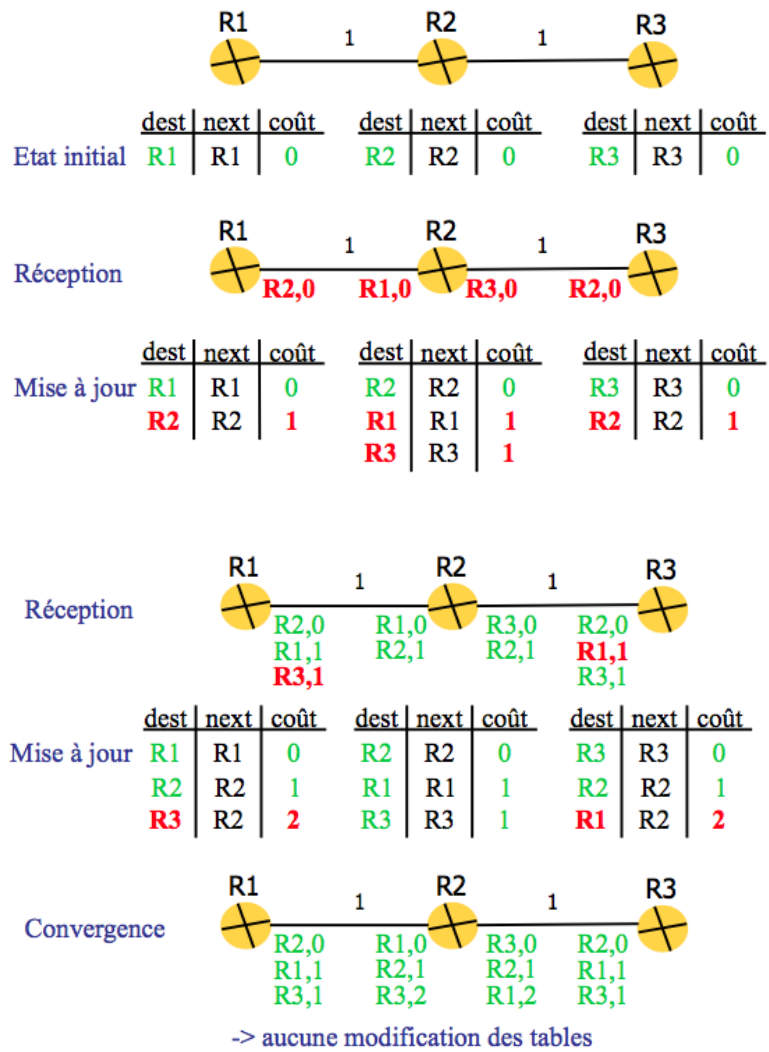 R1 R2 R3
1 1
dest next coût dest next coût dest next coût
Etat initial R1 R1 0 R2 R2 0 R3 R3 0
R1 R2 R3
1 1
Réception
R2,0 R1,0 R3,0 R2,0
dest next coût dest next coût dest next coût
Mise à jour R1 R1 0 R2 R2 0 R3 R3 0
R2 R2 1 R1 R1 1 R2 R2 1
R3 R3 1
R1 R2 R3
1 1
Réception
R2,0 R1,0 R3,0 R2,0
R1,1 R2,1 R2,1 R1,1
R3,1 R3,1
dest next coût dest next coût dest next coût
Mise à jour R1 R1 0 R2 R2 0 R3 R3 0
R2 R2 1 R1 R1 1 R2 R2 1
R3 R2 2 R3 R3 1 R1 R2 2
R1 R2 R3
1 1
Convergence
R2,0 R1,0 R3,0 R2,0
R1,1 R2,1 R2,1 R1,1
R3,1 R3,2 R1,2 R3,1
-> aucune modification des tables